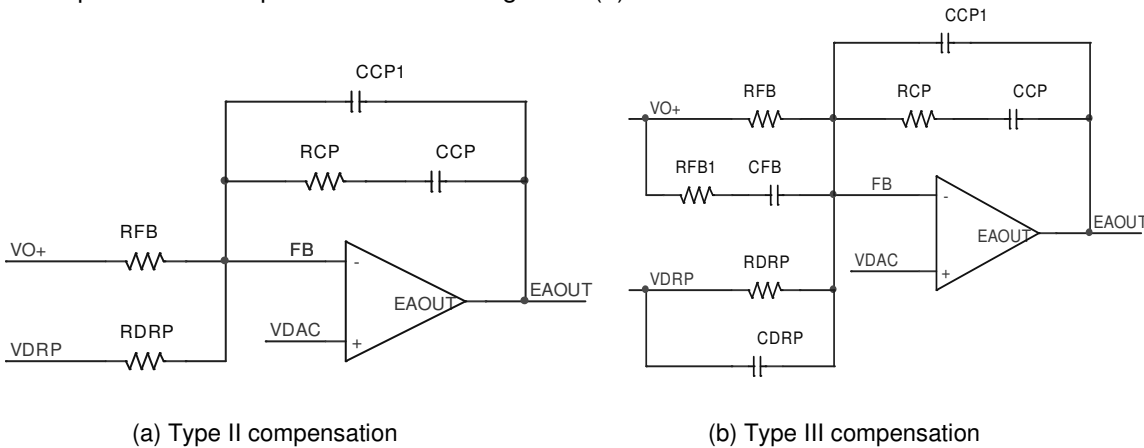 CCP1
RCP
CCP
RFB
VO+
FB
RDRP
VDRP
VDAC
EAOUT
EAOUT
(a) Type II compensation
CCP1
RFB
RCP
CCP
VO+
RFB1
CFB
FB
EAOUT
EAOUT
VDAC
RDRP
VDRP
CDRP
(b) Type III compensation